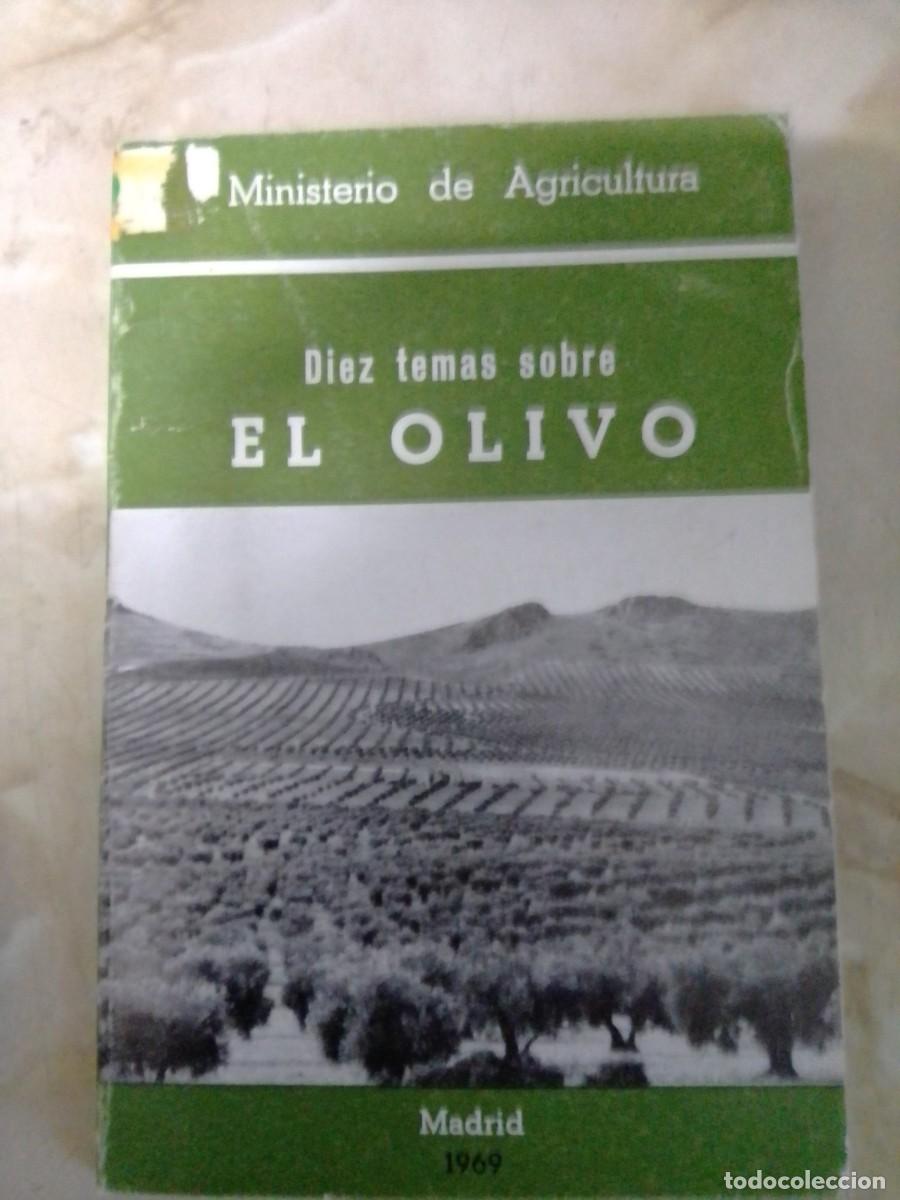 Ministerio de Agricultura
Diez temas sobre
EL OLIVO
Madrid
1969
todocoleccion